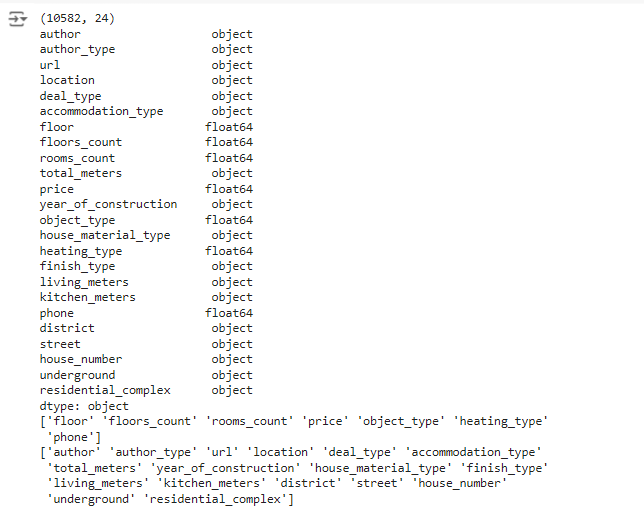 (10582, 24)
author object
author_type object
url object
location object
deal_type object
accommodation_type object
floor float64
floors_count float64
rooms_count float64
total_meters object
price float64
year_of_construction object
object_type float64
house_material_type object
heating_type float64
finish_type object
living_meters object
kitchen_meters object
phone float64
district object
street object
house_number object
underground object
residential_complex object
dtype: object
['floor' 'floors_count' 'rooms_count' 'price' 'object_type' 'heating_type'
'phone']
['author' 'author_type' 'url' 'location' 'deal_type' 'accommodation_type'
'total_meters' 'year_of_construction' 'house_material_type' 'finish_type'
'living_meters' 'kitchen_meters' 'district' 'street' 'house_number'
'underground' 'residential_complex']